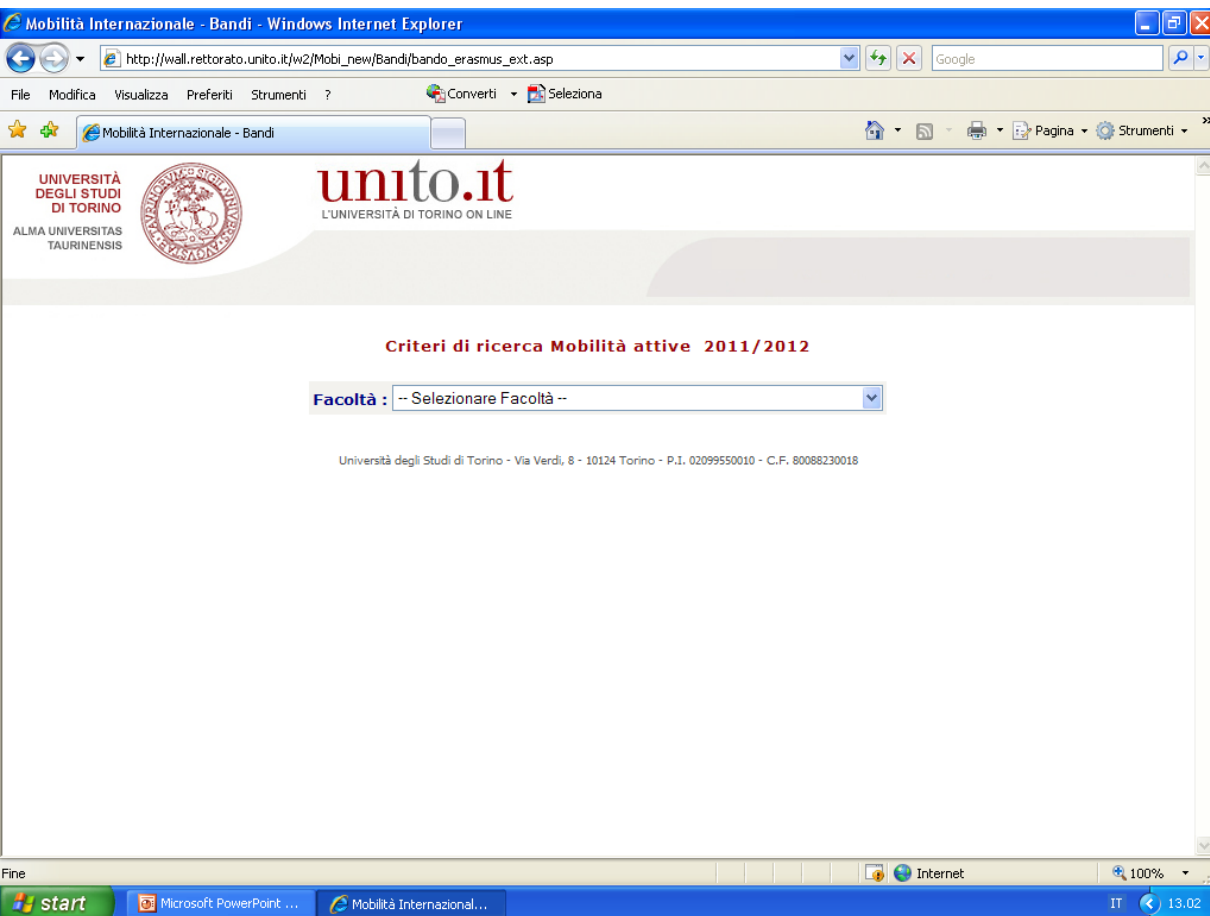 Mobilità Internazionale - Bandi - Windows Internet Explorer
http://wall.rettorato.unito.it/w2/Mobi_new/Bandi/bando_erasmus_ext.asp
Google
File Modifica Visualizza Preferiti Strumenti ? Converti Seleziona
Mobilità Internazionale - Bandi
Pagina Strumenti »
UNIVERSITÀ
DEGLI STUDI
DI TORINO
ALMA UNIVERSITAS
TAURINENSIS
unito.it
L'UNIVERSITÀ DI TORINO ON LINE
Criteri di ricerca Mobilità attive 2011/2012
Facoltà : -- Selezionare Facoltà --
Università degli Studi di Torino - Via Verdi, 8 - 10124 Torino - P.I. 02099550010 - C.F. 80088230018
Fine
Internet
100%
start
Microsoft PowerPoint ...
Mobilità Internazional...
IT
13.02